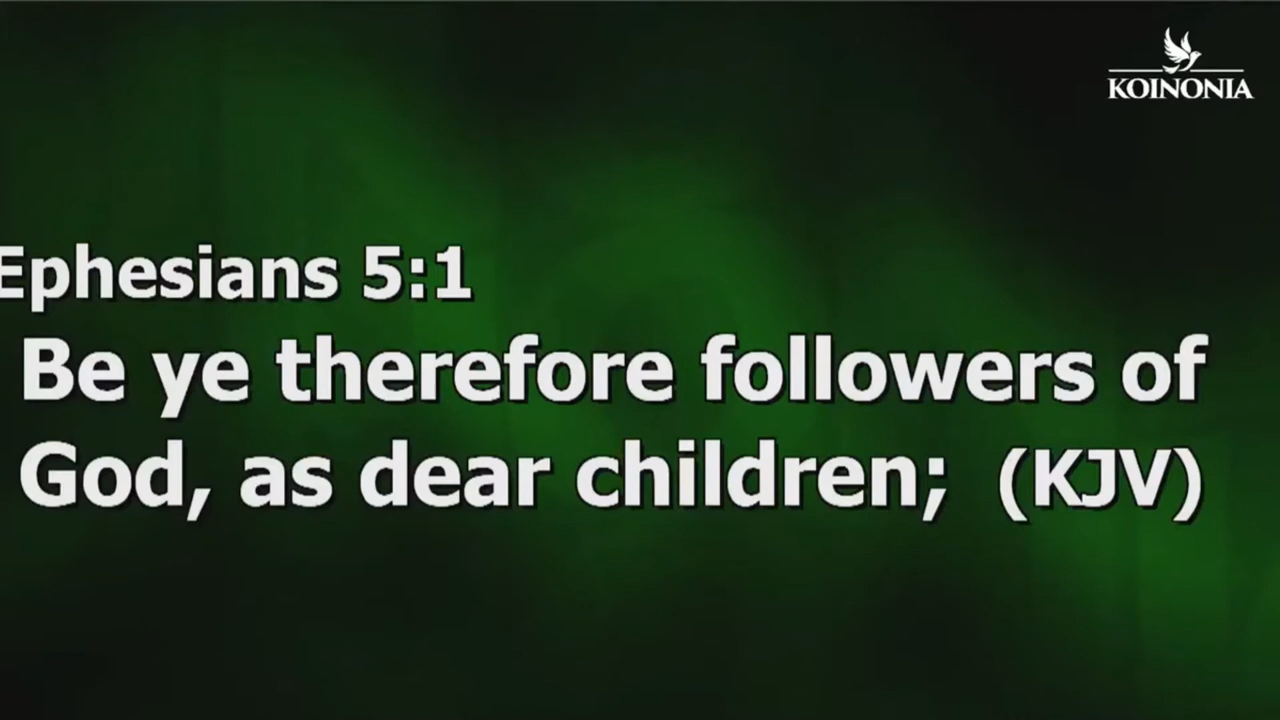 KOINONIA
Ephesians 5:1
Be ye therefore followers of
God, as dear children; (KJV)